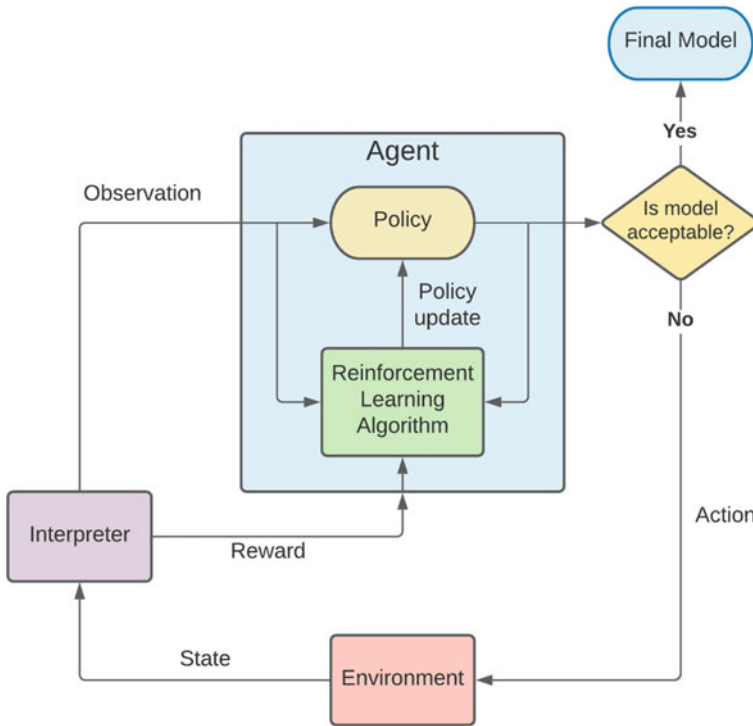 Final Model
Yes
Agent
Observation
Policy
Is model
acceptable?
Policy
update
No
Reinforcement
Learning
Algorithm
Interpreter
Reward
Action
State
Environment